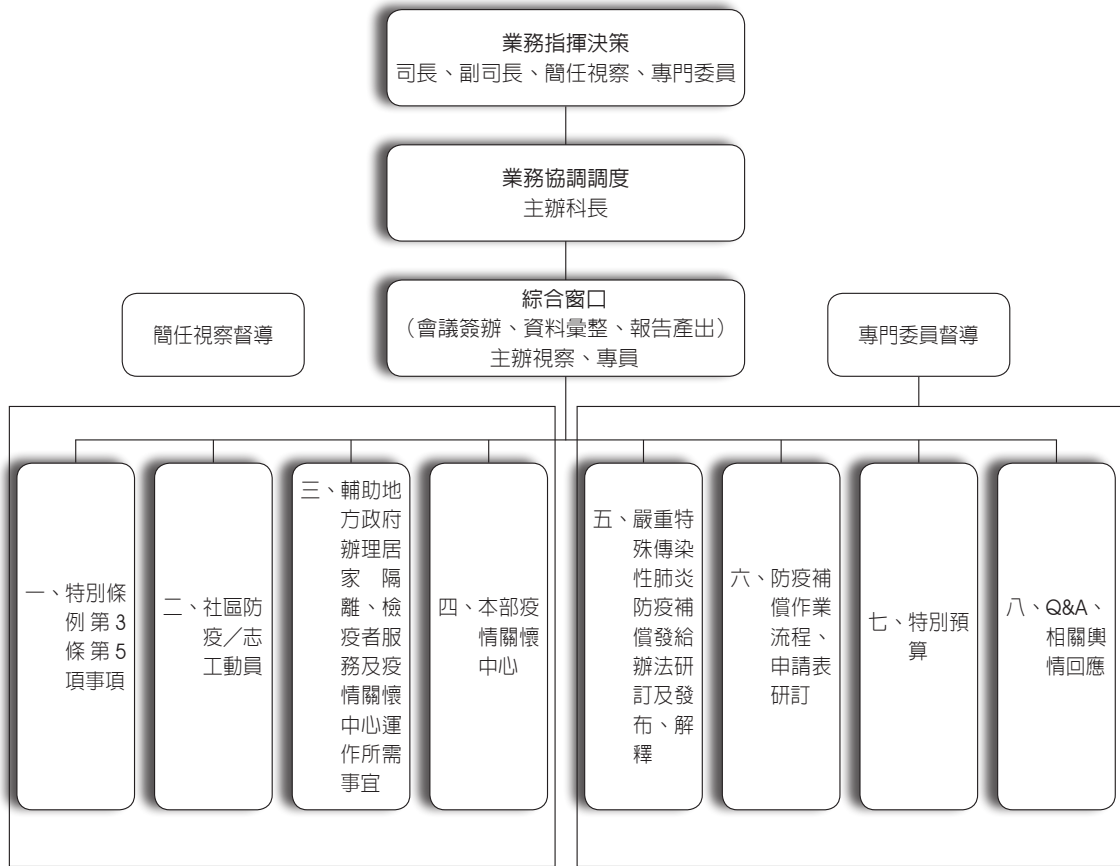 業務指揮決策
司長、副司長、簡任視察、專門委員
業務協調調度
主辦科長
綜合窗口
（會議簽辦、資料彙整、報告產出）
主辦視察、專員
簡任視察督導
專門委員督導
一、特別條
例第3
條第5
項事項
二、社區防
疫／志
工動員
三、輔助地
方政府
辦理居
家隔
離、檢
疫者服
務及疫
情關懷
中心運
作所需
事宜
四、本部疫
情關懷
中心
五、嚴重特
殊傳染
性肺炎
防疫補
償發給
辦法研
訂及發
布、解
釋
六、防疫補
償作業
流程、
申請表
研訂
七、特別預
算
八、Q&A、
相關輿
情回應